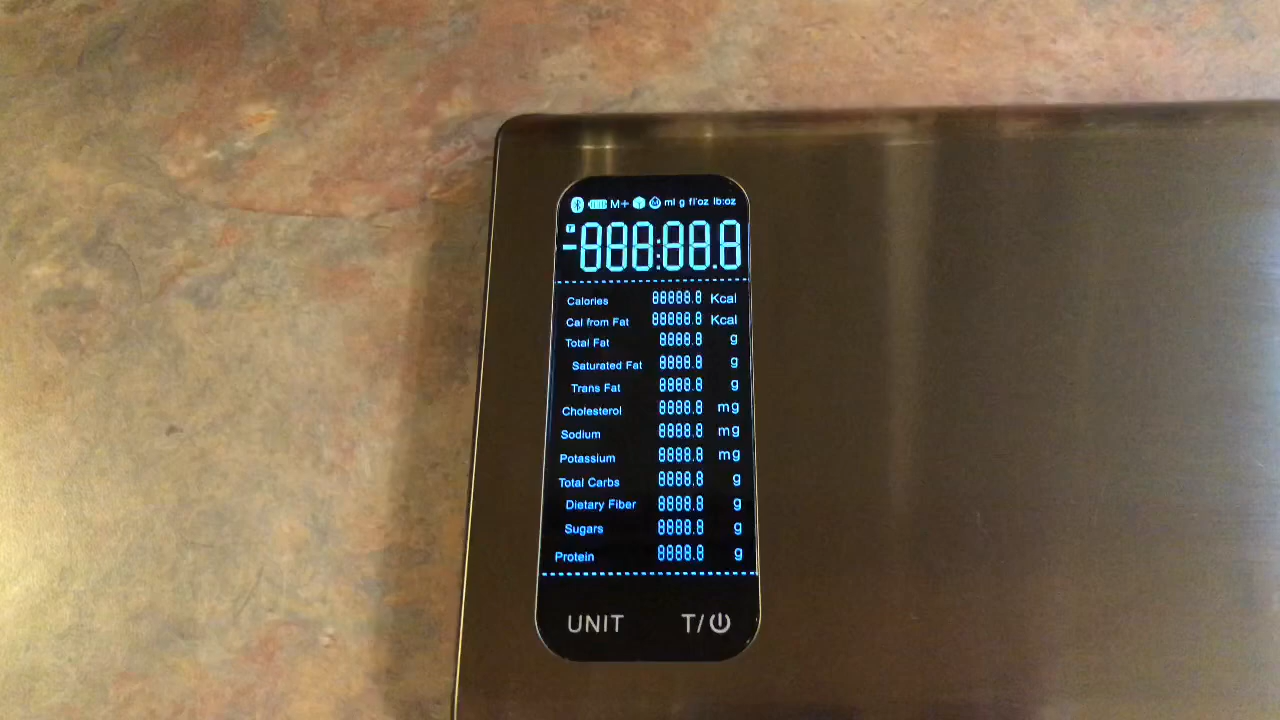 M+ ml g fl'oz lb:oz
T
-888:88.8
Calories 88888.8 Kcal
Cal from Fat 88888.8 Kcal
Total Fat 8888.8 g
Saturated Fat 8888.8 g
Trans Fat 8888.8 g
Cholesterol 8888.8 mg
Sodium 8888.8 mg
Potassium 8888.8 mg
Total Carbs 8888.8 g
Dietary Fiber 8888.8 g
Sugars 8888.8 g
Protein 8888.8 g
UNIT T/